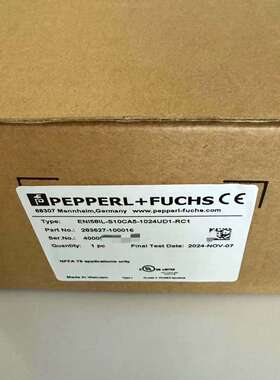 PEPPERL+FUCHS CE
68307 Mannheim,Germany www.pepperl-fuchs.com
Type: ENI58IL-S10CA5-1024UD1-RC1
Part No.: 293627-100016
Ser.No.: 4000
Quantity: 1 pc Final Test Date: 2024-NOV-07
NFPA 79 applications only
Made in Vietnam